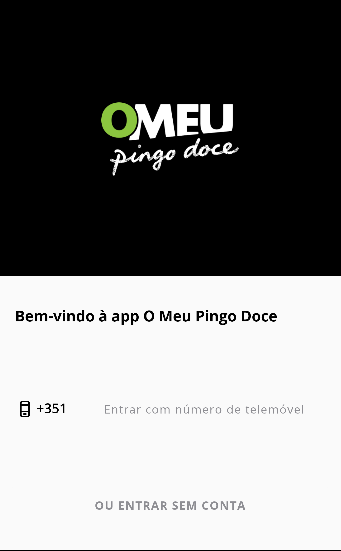 OMEU
pingo doce
Bem-vindo à app O Meu Pingo Doce
+351 Entrar com número de telemóvel
OU ENTRAR SEM CONTA